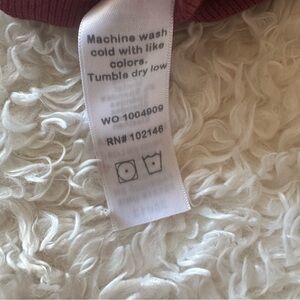 Machine wash
cold with like
colors.
Tumble dry low
WO 1004909
RN# 102146